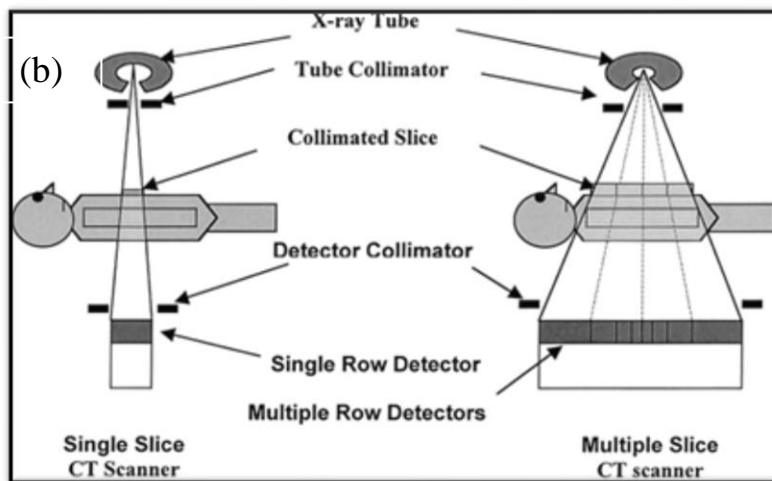 X-ray Tube
(b)
Tube Collimator
Collimated Slice
Detector Collimator
Single Row Detector
Multiple Row Detectors
Single Slice
CT Scanner
Multiple Slice
CT scanner